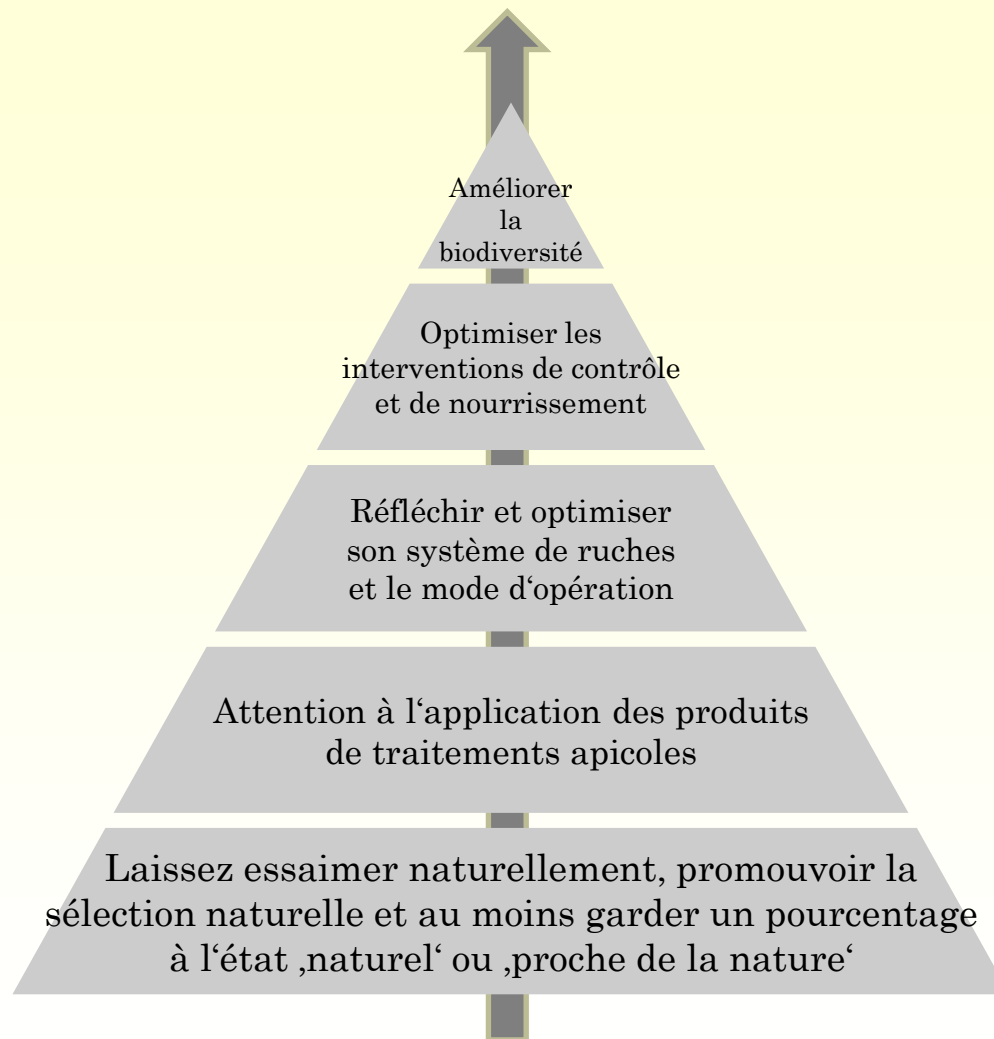 Améliorer
la
biodiversité
Optimiser les
interventions de contrôle
et de nourrissement
Réfléchir et optimiser
son système de ruches
et le mode d‘opération
Attention à l‘application des produits
de traitements apicoles
Laissez essaimer naturellement, promouvoir la
sélection naturelle et au moins garder un pourcentage
à l‘état ‚naturel‘ ou ‚proche de la nature‘